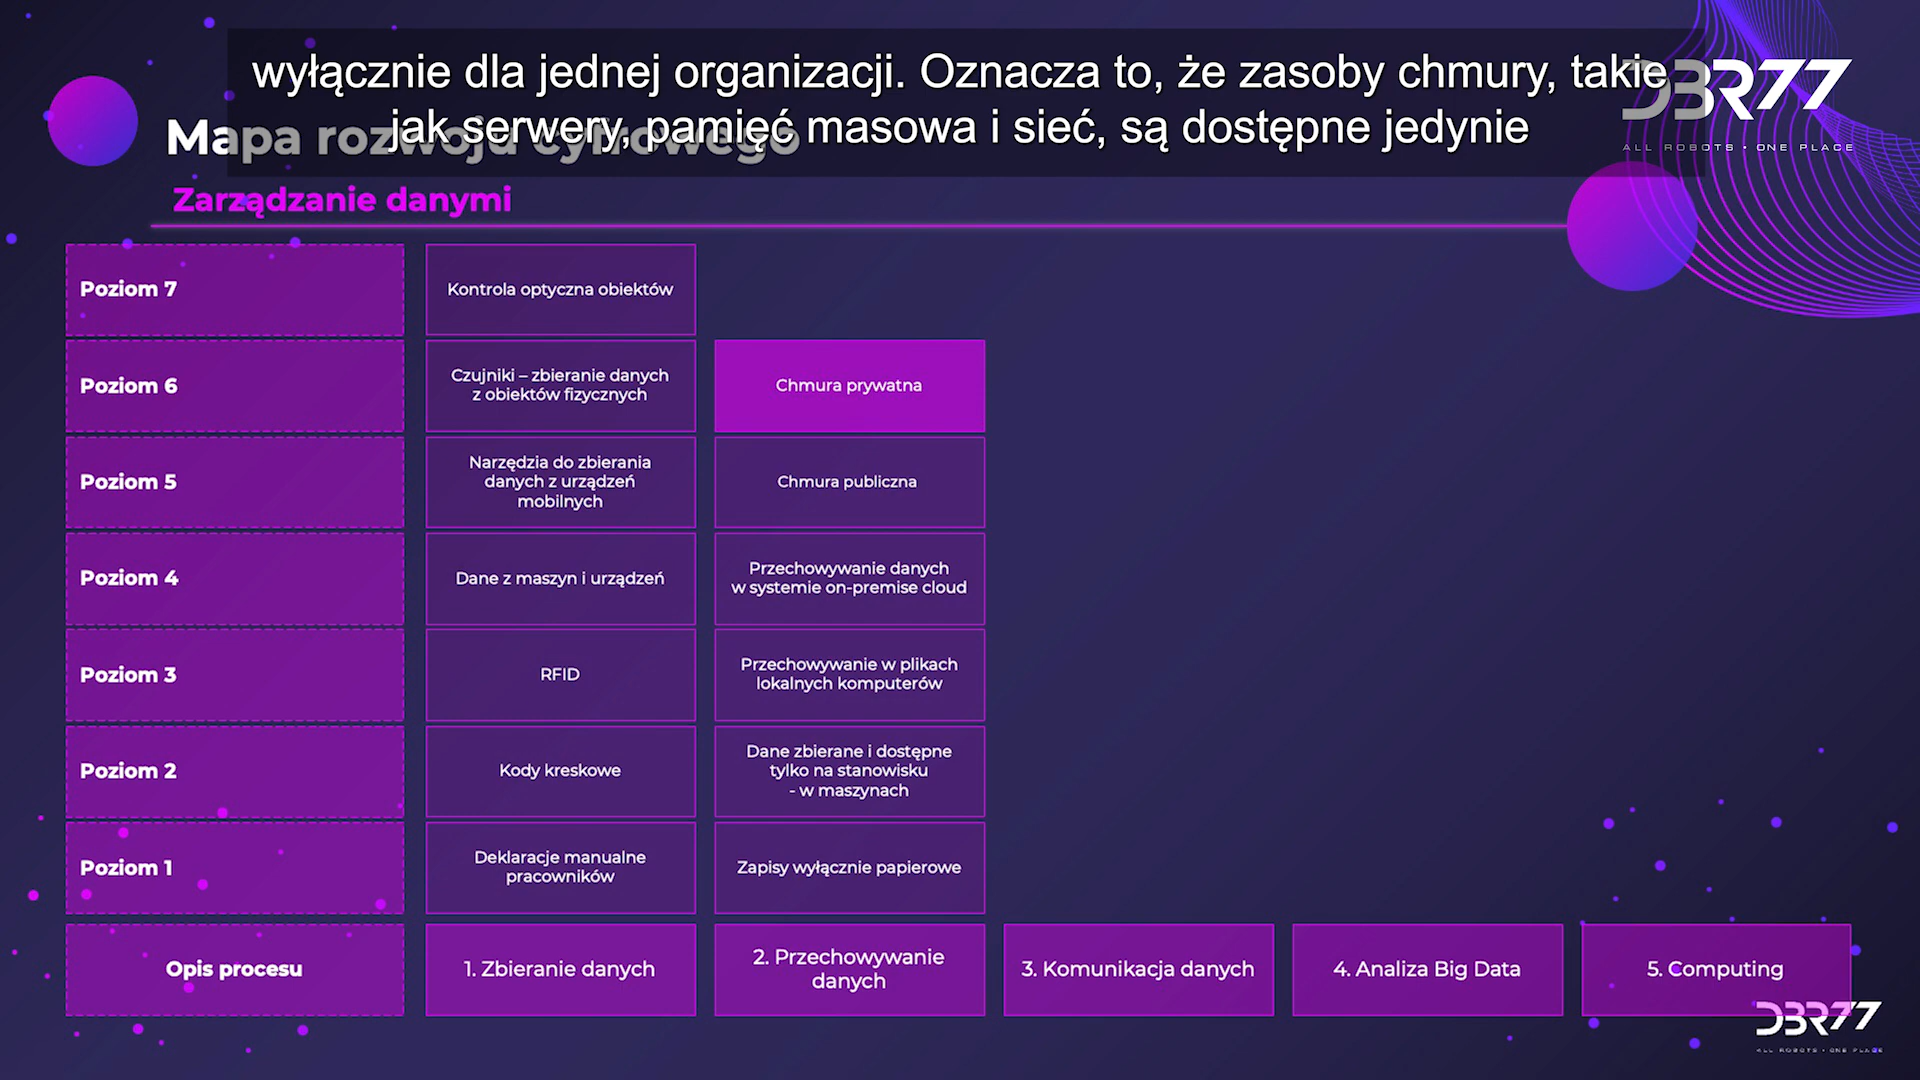 wyłącznie dla jednej organizacji. Oznacza to, że zasoby chmury, takie
jak serwery, pamięć masowa i sieć, są dostępne jedynie
DBR77
ALL ROBOTS • ONE PLACE
Mapa rozwoju cyfrowego
Zarządzanie danymi
Poziom 7
Kontrola optyczna obiektów
Poziom 6
Czujniki – zbieranie danych
z obiektów fizycznych
Chmura prywatna
Poziom 5
Narzędzia do zbierania
danych z urządzeń
mobilnych
Chmura publiczna
Poziom 4
Dane z maszyn i urządzeń
Przechowywanie danych
w systemie on-premise cloud
Poziom 3
RFID
Przechowywanie w plikach
lokalnych komputerów
Poziom 2
Kody kreskowe
Dane zbierane i dostępne
tylko na stanowisku
- w maszynach
Poziom 1
Deklaracje manualne
pracowników
Zapisy wyłącznie papierowe
Opis procesu
1. Zbieranie danych
2. Przechowywanie
danych
3. Komunikacja danych
4. Analiza Big Data
5. Computing
DBR77
ALL ROBOTS • ONE PLACE